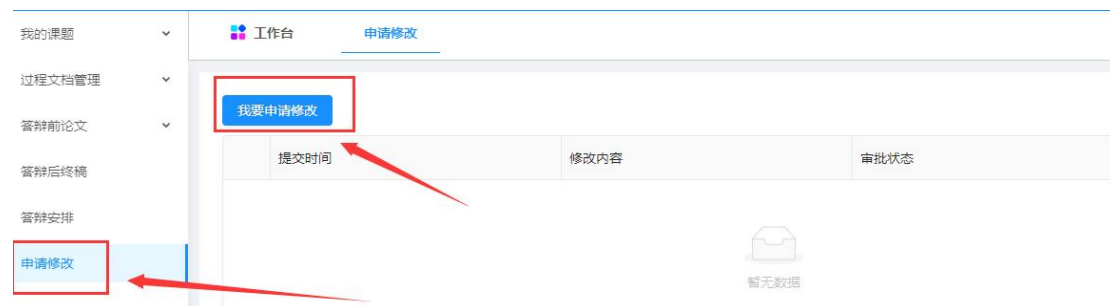 我的课题
工作台 申请修改
过程文档管理
我要申请修改
答辩前论文
提交时间 修改内容 审批状态
答辩后终稿
答辩安排
申请修改
暂无数据